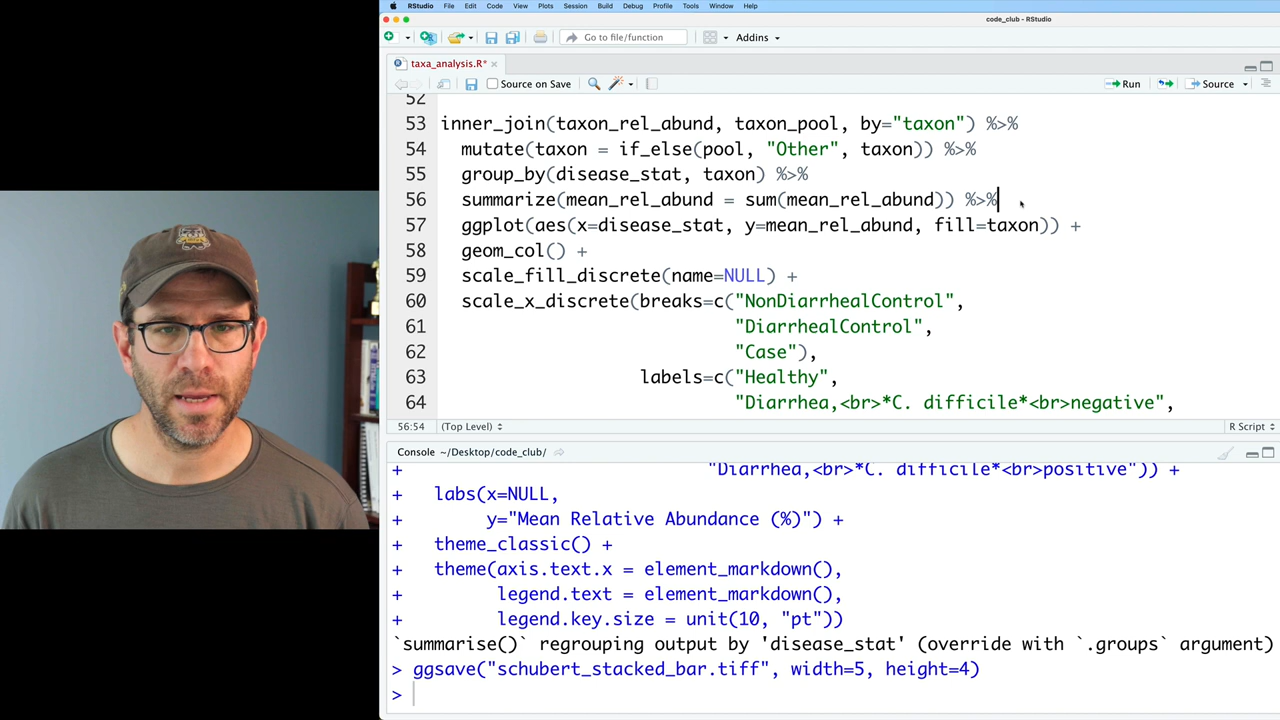 RStudio File Edit Code View Plots Session Build Debug Profile Tools Window Help
code_club - RStudio
Go to file/function Addins
taxa_analysis.R*
Source on Save Run Source
52
53 inner_join(taxon_rel_abund, taxon_pool, by="taxon") %>%
54 mutate(taxon = if_else(pool, "Other", taxon)) %>%
55 group_by(disease_stat, taxon) %>%
56 summarize(mean_rel_abund = sum(mean_rel_abund)) %>%
57 ggplot(aes(x=disease_stat, y=mean_rel_abund, fill=taxon)) +
58 geom_col() +
59 scale_fill_discrete(name=NULL) +
60 scale_x_discrete(breaks=c("NonDiarrhealControl",
61 "DiarrhealControl",
62 "Case"),
63 labels=c("Healthy",
64 "Diarrhea,<br>*C. difficile*<br>negative",
56:54 (Top Level) R Script
Console ~/Desktop/code_club/
+ "Diarrhea,<br>*C. difficile*<br>positive")) +
+ labs(x=NULL,
+ y="Mean Relative Abundance (%)") +
+ theme_classic() +
+ theme(axis.text.x = element_markdown(),
+ legend.text = element_markdown(),
+ legend.key.size = unit(10, "pt"))
`summarise()` regrouping output by 'disease_stat' (override with `.groups` argument)
> ggsave("schubert_stacked_bar.tiff", width=5, height=4)
>